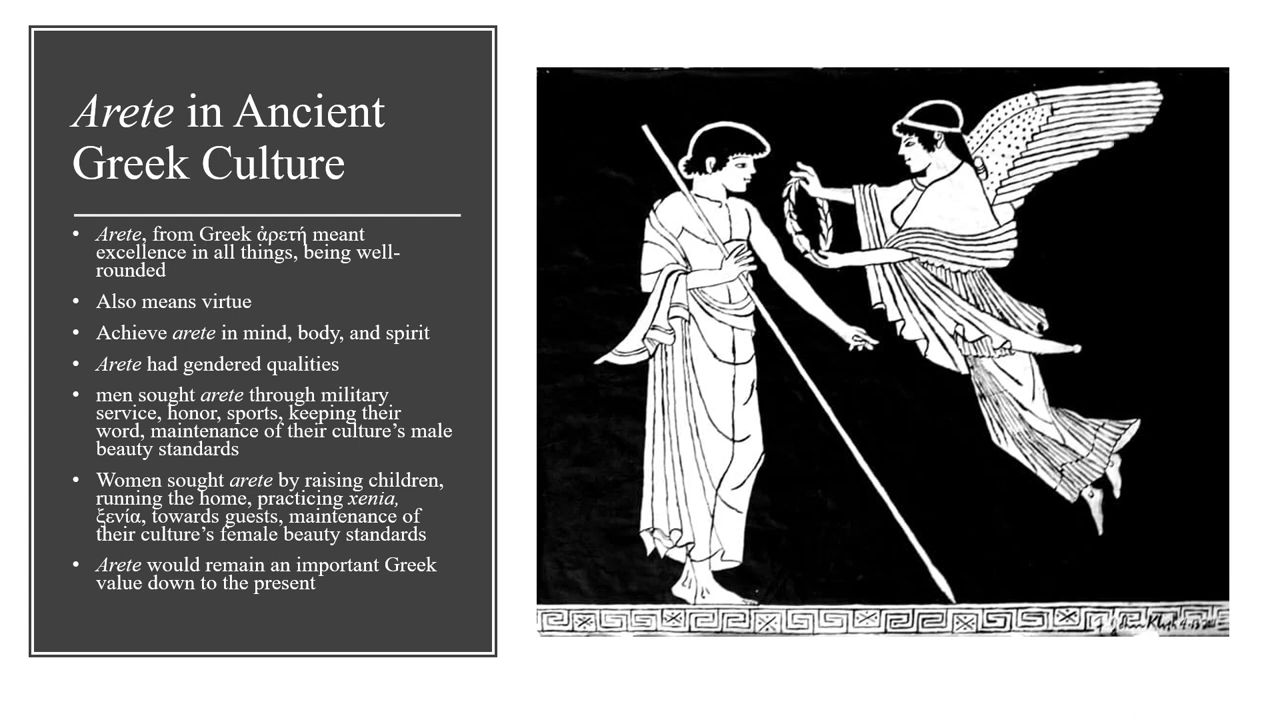 Arete in Ancient
Greek Culture
• Arete, from Greek ἀρετή meant
excellence in all things, being well-
rounded
• Also means virtue
• Achieve arete in mind, body, and spirit
• Arete had gendered qualities
• men sought arete through military
service, honor, sports, keeping their
word, maintenance of their culture’s male
beauty standards
• Women sought arete by raising children,
running the home, practicing xenia,
ξενία, towards guests, maintenance of
their culture’s female beauty standards
• Arete would remain an important Greek
value down to the present